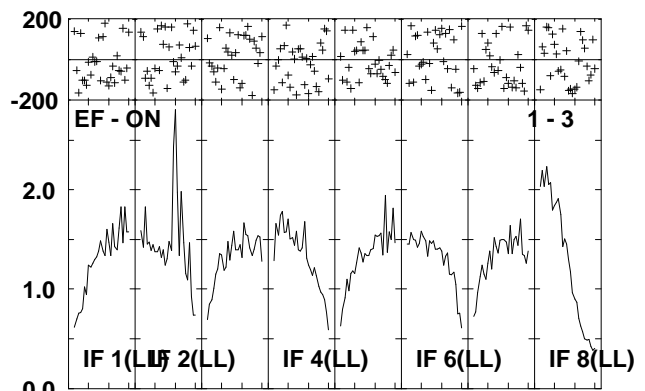 200
-200
EF - ON 1 - 3
2.0
1.0
IF 1(LL) IF 2(LL) IF 4(LL) IF 6(LL) IF 8(LL)
0.0